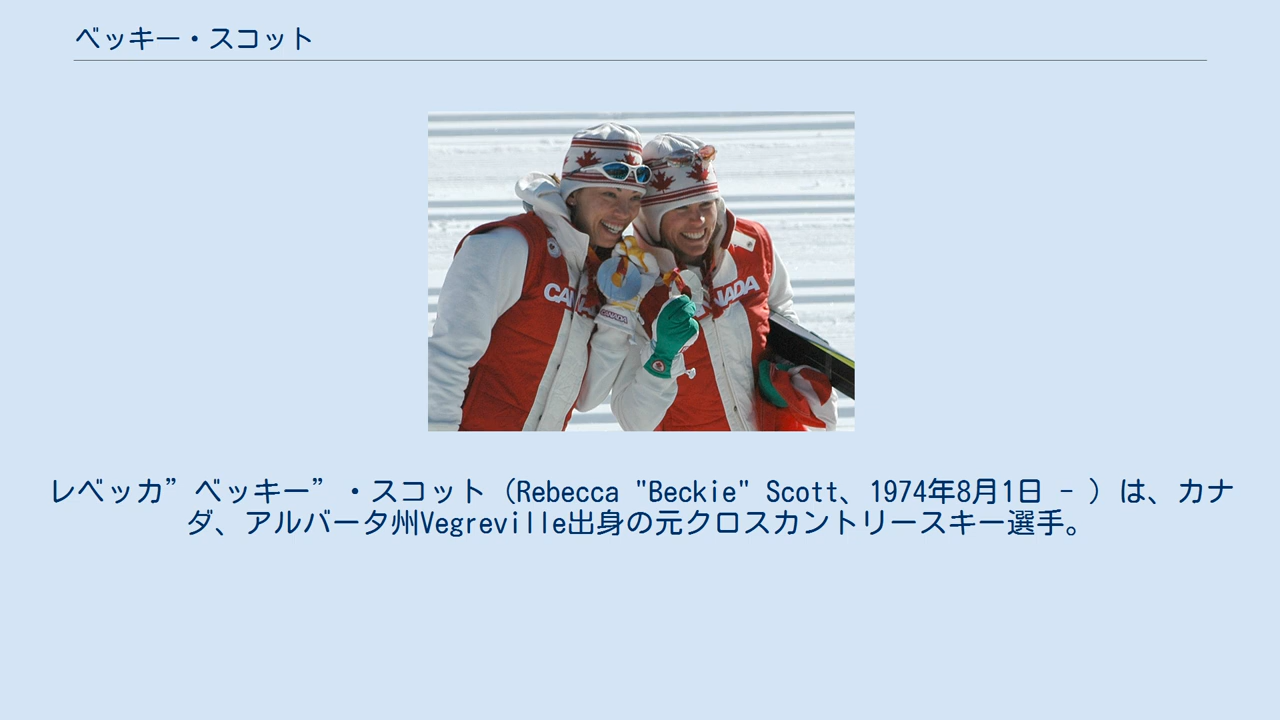 ベッキー・スコット
CANADA
レベッカ”ベッキー”・スコット（Rebecca "Beckie" Scott、1974年8月1日 - ）は、カナ
ダ、アルバータ州Vegreville出身の元クロスカントリースキー選手。